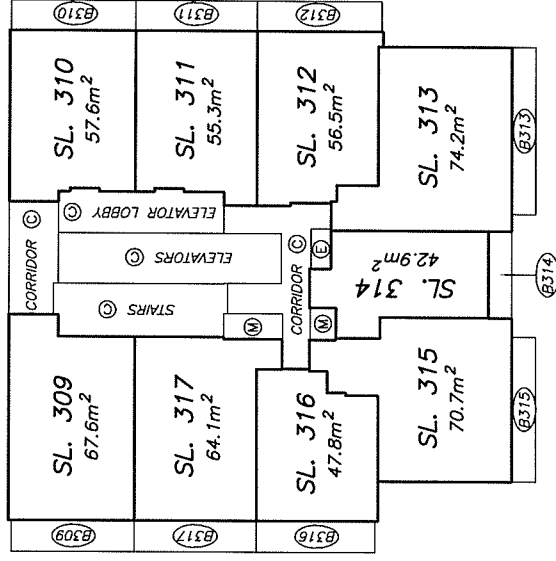 B310
B311
B312
SL. 310
57.6m²
SL. 311
55.3m²
SL. 312
56.5m²
SL. 313
74.2m²
B313
CORRIDOR C
ELEVATOR LOBBY C
ELEVATORS C
STAIRS C
M
CORRIDOR C
E
M
SL. 314
42.9m²
B314
SL. 309
67.6m²
SL. 317
64.1m²
SL. 316
47.8m²
SL. 315
70.7m²
B315
B309
B317
B316